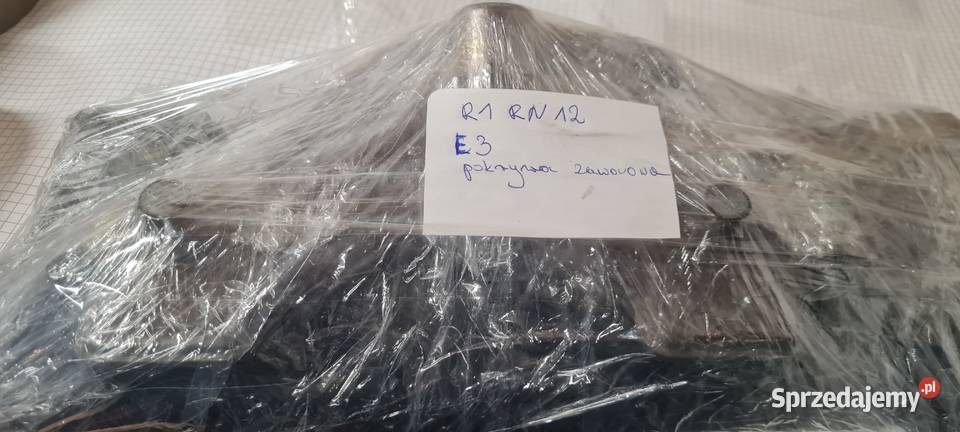 R1 RN12
E3
pokrywa zaworowa
Sprzedajemy.pl